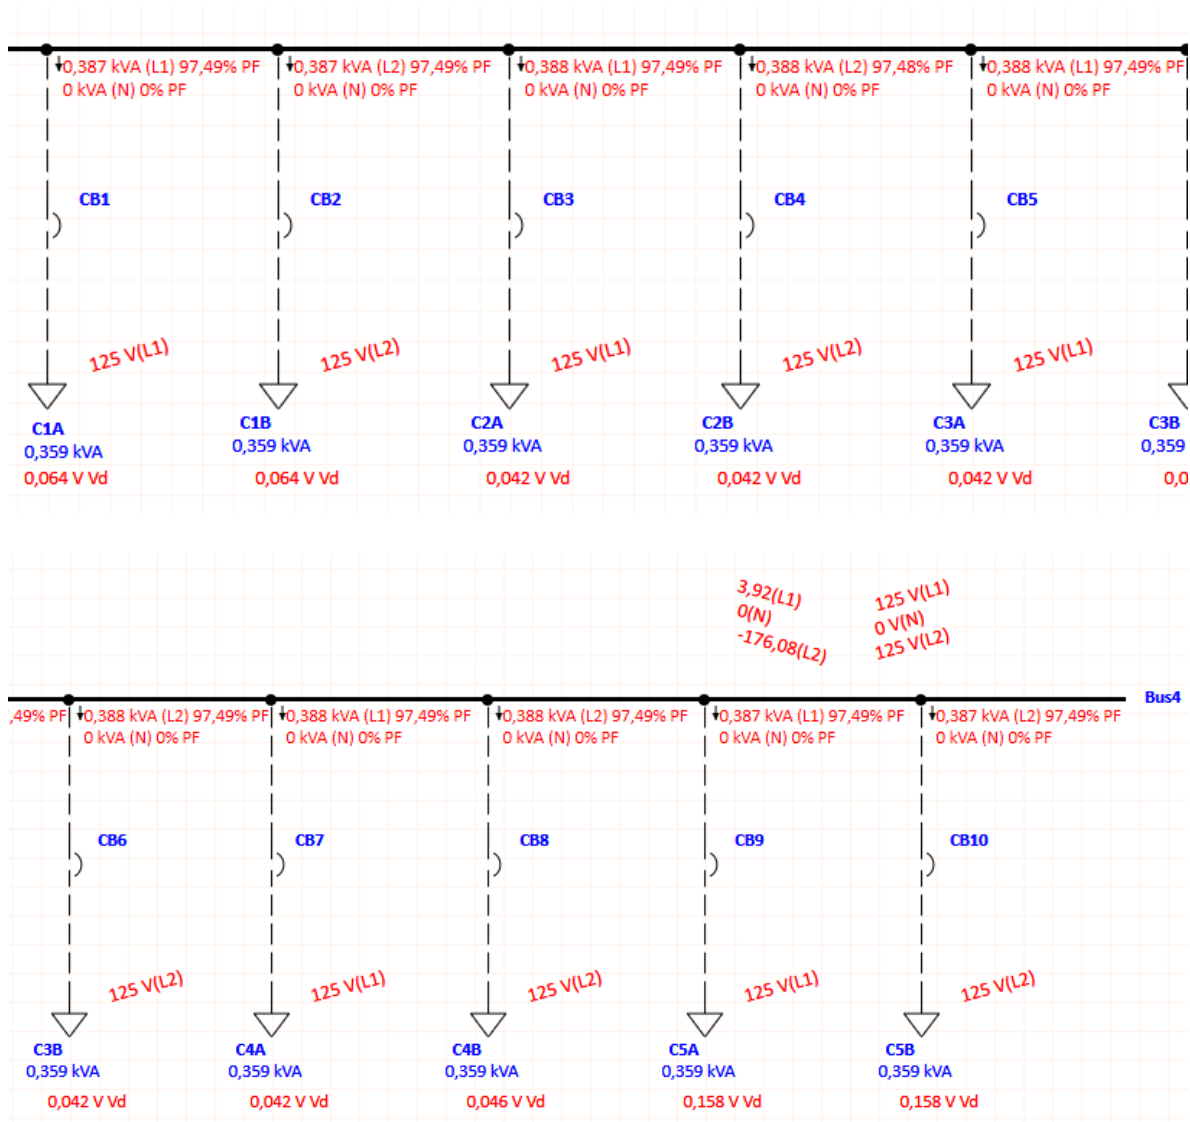 0,387 kVA (L1) 97,49% PF
0 kVA (N) 0% PF
0,387 kVA (L2) 97,49% PF
0 kVA (N) 0% PF
0,388 kVA (L1) 97,49% PF
0 kVA (N) 0% PF
0,388 kVA (L2) 97,48% PF
0 kVA (N) 0% PF
0,388 kVA (L1) 97,49% PF
0 kVA (N) 0% PF
CB1
CB2
CB3
CB4
CB5
125 V(L1)
125 V(L2)
125 V(L1)
125 V(L2)
125 V(L1)
C1A
0,359 kVA
0,064 V Vd
C1B
0,359 kVA
0,064 V Vd
C2A
0,359 kVA
0,042 V Vd
C2B
0,359 kVA
0,042 V Vd
C3A
0,359 kVA
0,042 V Vd
C3B
0,359
0,0
3,92(L1)
0(N)
-176,08(L2)
125 V(L1)
0 V(N)
125 V(L2)
Bus4
,49% PF
0,388 kVA (L2) 97,49% PF
0 kVA (N) 0% PF
0,388 kVA (L1) 97,49% PF
0 kVA (N) 0% PF
0,388 kVA (L2) 97,49% PF
0 kVA (N) 0% PF
0,387 kVA (L1) 97,49% PF
0 kVA (N) 0% PF
0,387 kVA (L2) 97,49% PF
0 kVA (N) 0% PF
CB6
CB7
CB8
CB9
CB10
125 V(L2)
125 V(L1)
125 V(L2)
125 V(L1)
125 V(L2)
C3B
0,359 kVA
0,042 V Vd
C4A
0,359 kVA
0,042 V Vd
C4B
0,359 kVA
0,046 V Vd
C5A
0,359 kVA
0,158 V Vd
C5B
0,359 kVA
0,158 V Vd